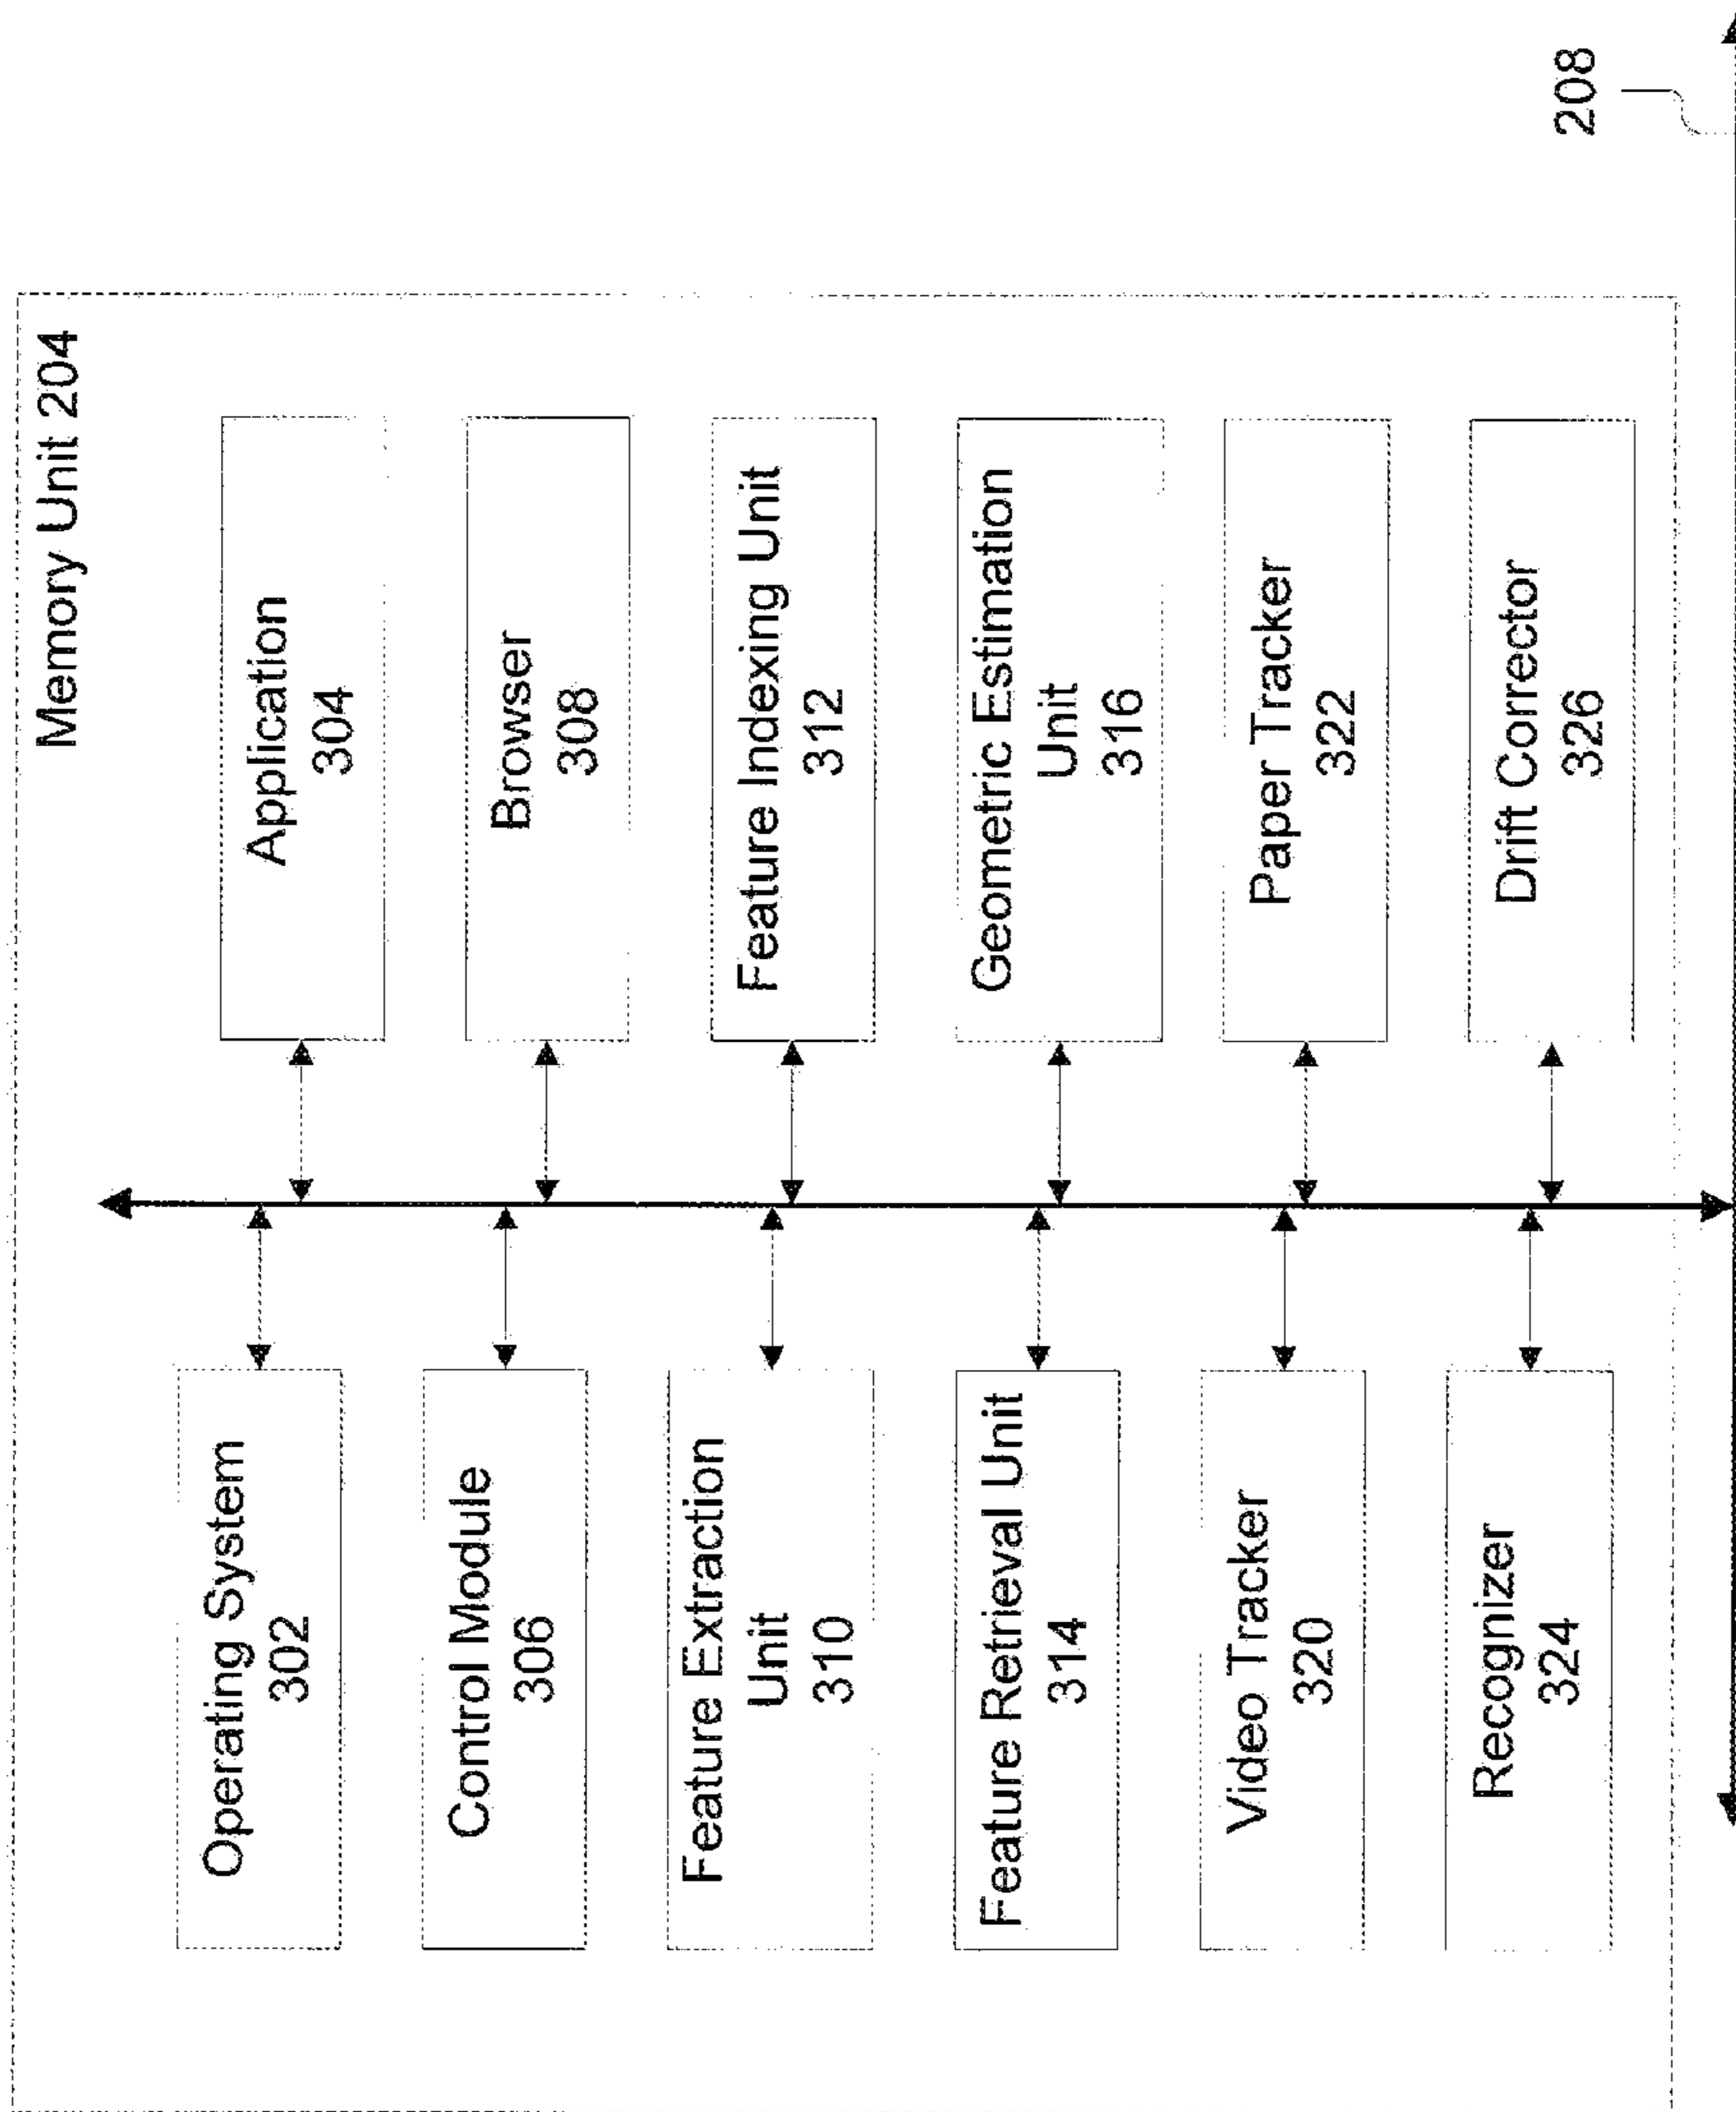 Memory Unit 204
Operating System
302
Application
304
Control Module
306
Browser
308
Feature Extraction
Unit
310
Feature Indexing Unit
312
Feature Retrieval Unit
314
Geometric Estimation
Unit
316
Video Tracker
320
Paper Tracker
322
Recognizer
324
Drift Corrector
326
208